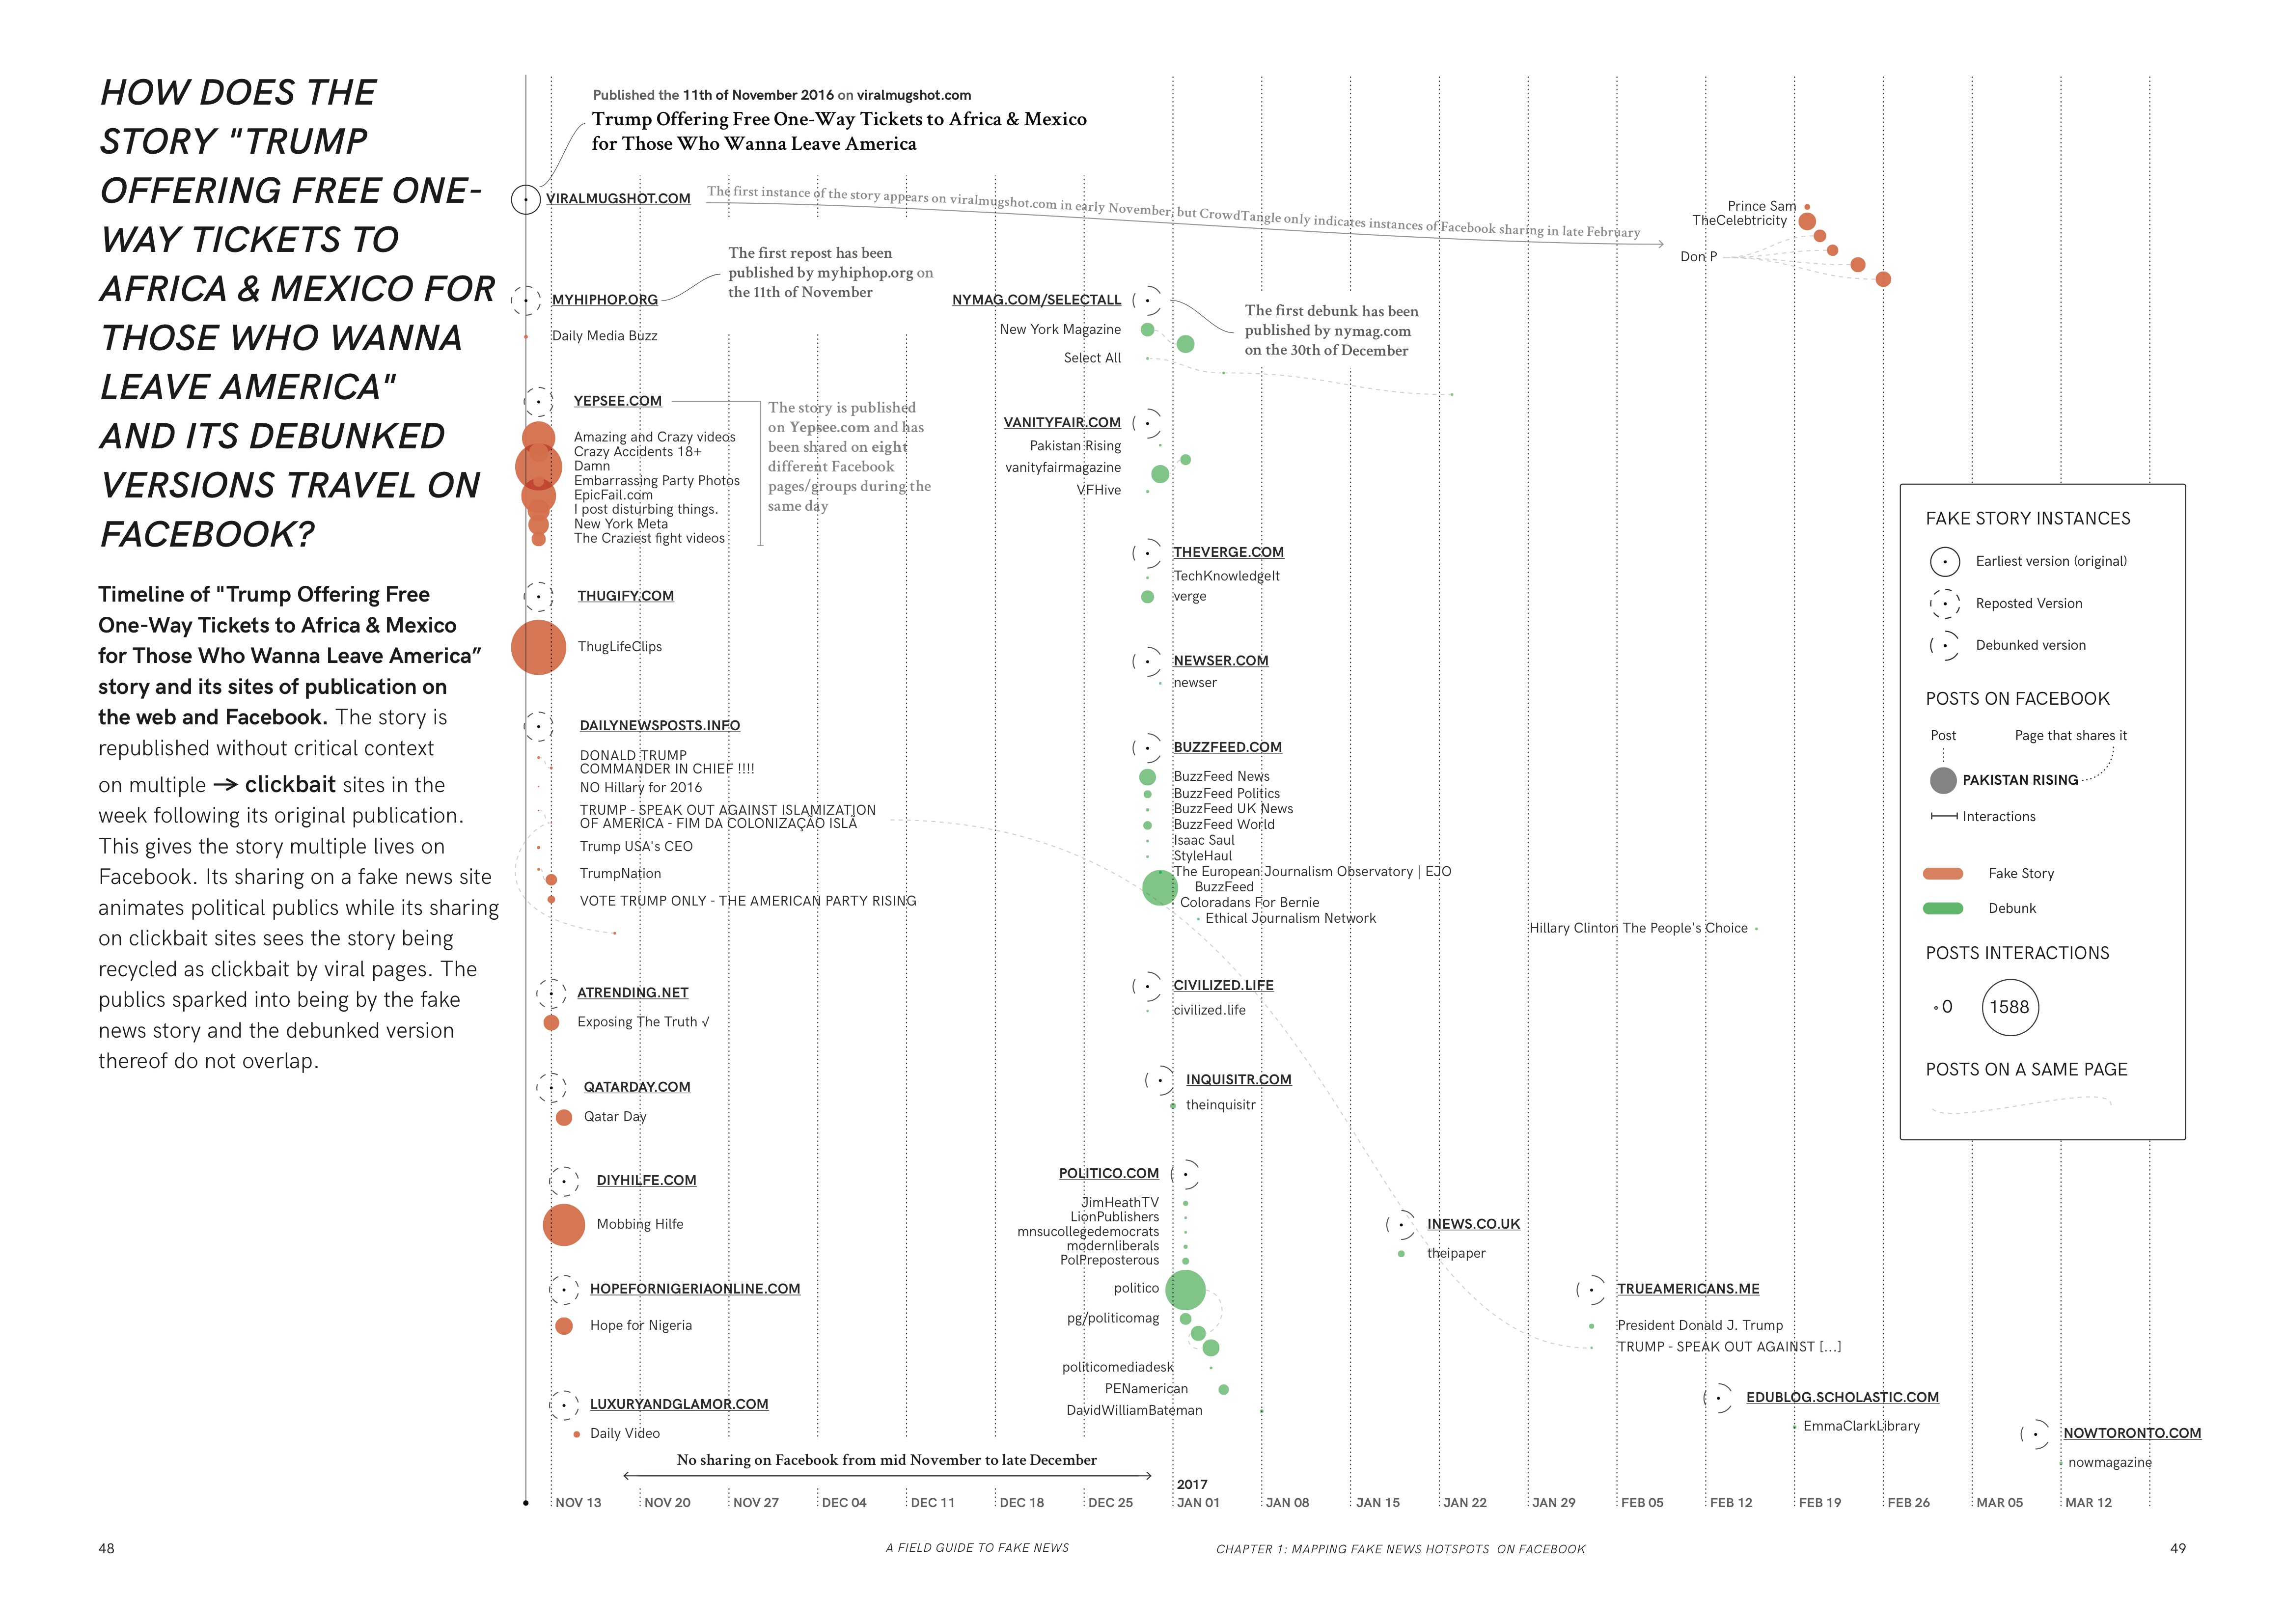 HOW DOES THE
STORY "TRUMP
OFFERING FREE ONE-
WAY TICKETS TO
AFRICA & MEXICO FOR
THOSE WHO WANNA
LEAVE AMERICA"
AND ITS DEBUNKED
VERSIONS TRAVEL ON
FACEBOOK?
Timeline of "Trump Offering Free
One-Way Tickets to Africa & Mexico
for Those Who Wanna Leave America”
story and its sites of publication on
the web and Facebook. The story is
republished without critical context
on multiple → clickbait sites in the
week following its original publication.
This gives the story multiple lives on
Facebook. Its sharing on a fake news site
animates political publics while its sharing
on clickbait sites sees the story being
recycled as clickbait by viral pages. The
publics sparked into being by the fake
news story and the debunked version
thereof do not overlap.
Published the 11th of November 2016 on viralmugshot.com
Trump Offering Free One-Way Tickets to Africa & Mexico
for Those Who Wanna Leave America
VIRALMUGSHOT.COM
The first instance of the story appears on viralmugshot.com in early November, but CrowdTangle only indicates instances of Facebook sharing in late February
Prince Sam
TheCelebtricity
Don P
MYHIPHOP.ORG
The first repost has been
published by myhiphop.org on
the 11th of November
Daily Media Buzz
YEPSEE.COM
Amazing and Crazy videos
Crazy Accidents 18+
Damn
Embarrassing Party Photos
EpicFail.com
I post disturbing things.
New York Meta
The Craziest fight videos
The story is published
on Yepsee.com and has
been shared on eight
different Facebook
pages/groups during the
same day
THUGIFY.COM
ThugLifeClips
DAILYNEWSPOSTS.INFO
DONALD TRUMP
COMMANDER IN CHIEF !!!!
NO Hillary for 2016
TRUMP - SPEAK OUT AGAINST ISLAMIZATION
OF AMERICA - FIM DA COLONIZAÇÃO ISLÃ
Trump USA's CEO
TrumpNation
VOTE TRUMP ONLY - THE AMERICAN PARTY RISING
ATRENDING.NET
Exposing The Truth √
QATARDAY.COM
Qatar Day
DIYHILFE.COM
Mobbing Hilfe
HOPEFORNIGERIAONLINE.COM
Hope for Nigeria
LUXURYANDGLAMOR.COM
Daily Video
NYMAG.COM/SELECTALL
New York Magazine
Select All
The first debunk has been
published by nymag.com
on the 30th of December
VANITYFAIR.COM
Pakistan Rising
vanityfairmagazine
VFHive
THEVERGE.COM
TechKnowledgeIt
verge
NEWSER.COM
newser
BUZZFEED.COM
BuzzFeed News
BuzzFeed Politics
BuzzFeed UK News
BuzzFeed World
Isaac Saul
StyleHaul
The European Journalism Observatory | EJO
BuzzFeed
Coloradans For Bernie
Ethical Journalism Network
Hillary Clinton The People's Choice
CIVILIZED.LIFE
civilized.life
INQUISITR.COM
theinquisitr
POLITICO.COM
JimHeathTV
LionPublishers
mnsucollegedemocrats
modernliberals
PolPreposterous
politico
pg/politicomag
politicomediadesk
PENamerican
DavidWilliamBateman
INEWS.CO.UK
theipaper
TRUEAMERICANS.ME
President Donald J. Trump
TRUMP - SPEAK OUT AGAINST [...]
EDUBLOG.SCHOLASTIC.COM
EmmaClarkLibrary
NOWTORONTO.COM
nowmagazine
FAKE STORY INSTANCES
Earliest version (original)
Reposted Version
Debunked version
POSTS ON FACEBOOK
Post Page that shares it
PAKISTAN RISING
Interactions
Fake Story
Debunk
POSTS INTERACTIONS
0 1588
POSTS ON A SAME PAGE
No sharing on Facebook from mid November to late December
2017
NOV 13 NOV 20 NOV 27 DEC 04 DEC 11 DEC 18 DEC 25 JAN 01 JAN 08 JAN 15 JAN 22 JAN 29 FEB 05 FEB 12 FEB 19 FEB 26 MAR 05 MAR 12
48 A FIELD GUIDE TO FAKE NEWS CHAPTER 1: MAPPING FAKE NEWS HOTSPOTS ON FACEBOOK 49